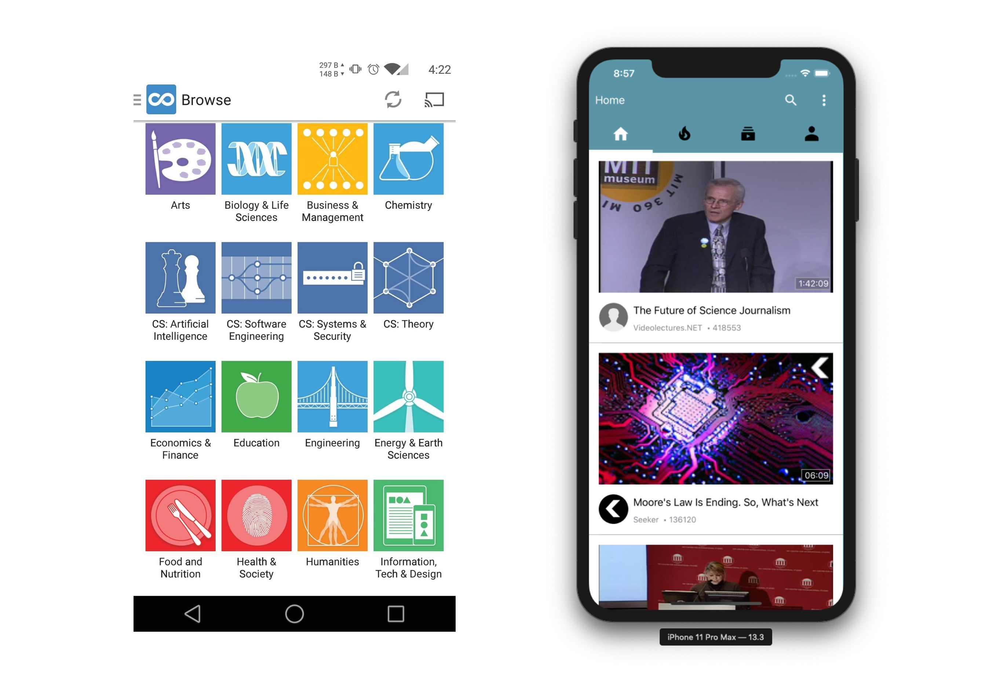 297 B
148 B
4:22
Browse
Arts
Biology & Life
Sciences
Business &
Management
Chemistry
CS: Artificial
Intelligence
CS: Software
Engineering
CS: Systems &
Security
CS: Theory
Economics &
Finance
Education
Engineering
Energy & Earth
Sciences
Food and
Nutrition
Health &
Society
Humanities
Information,
Tech & Design
8:57
Home
MIT
museum
MIT 360 MI
1:42:09
The Future of Science Journalism
Videolectures.NET • 418553
06:09
Moore's Law Is Ending. So, What's Next
Seeker • 136120
iPhone 11 Pro Max — 13.3